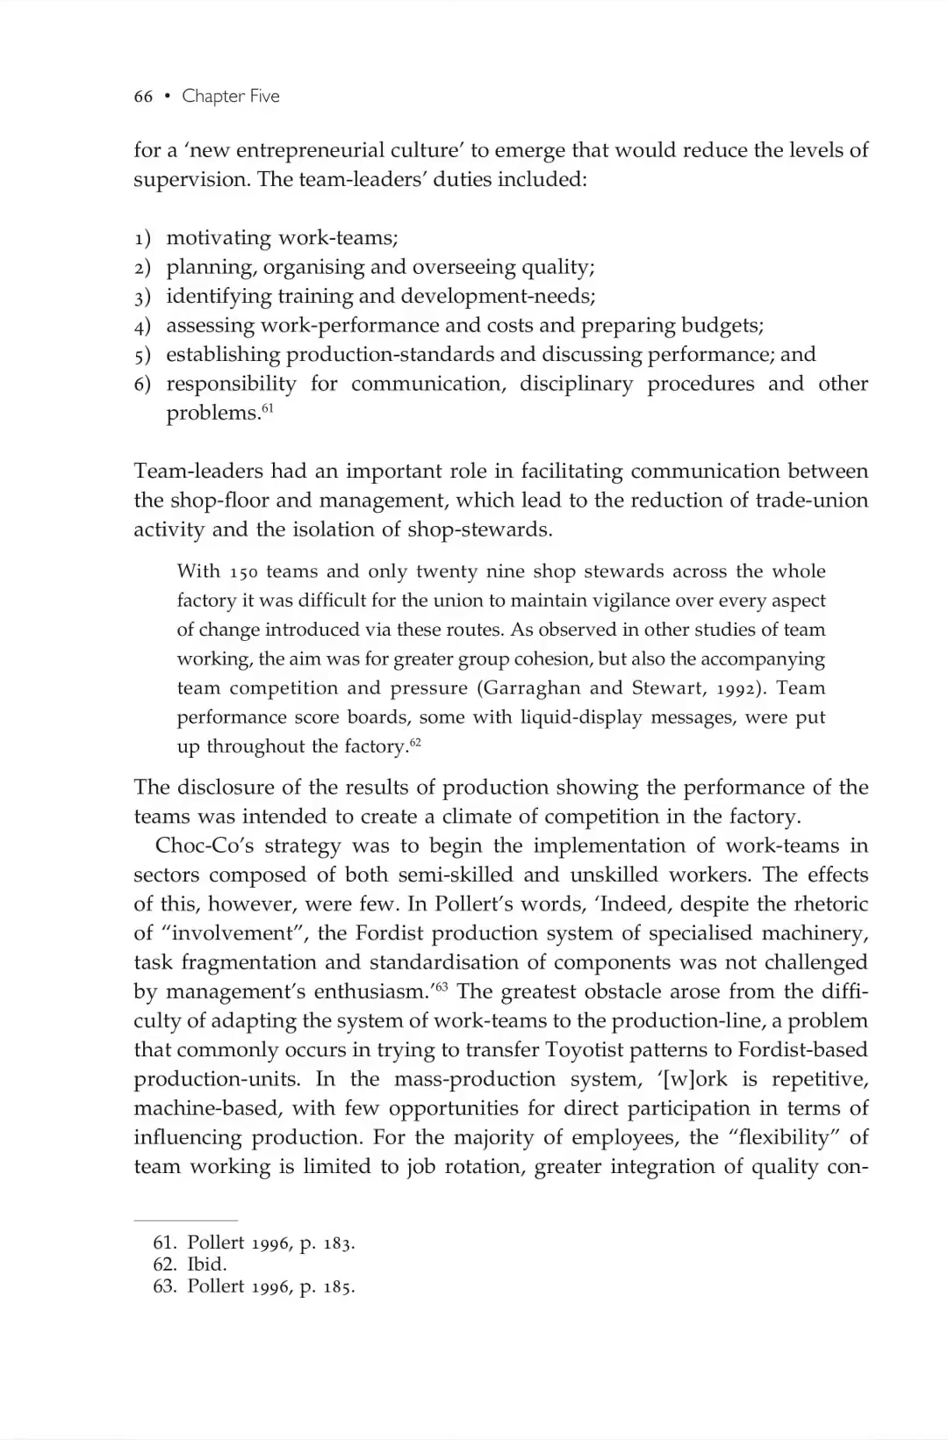 66 • Chapter Five
for a ‘new entrepreneurial culture’ to emerge that would reduce the levels of
supervision. The team-leaders’ duties included:
1) motivating work-teams;
2) planning, organising and overseeing quality;
3) identifying training and development-needs;
4) assessing work-performance and costs and preparing budgets;
5) establishing production-standards and discussing performance; and
6) responsibility for communication, disciplinary procedures and other
problems.61
Team-leaders had an important role in facilitating communication between
the shop-floor and management, which lead to the reduction of trade-union
activity and the isolation of shop-stewards.
With 150 teams and only twenty nine shop stewards across the whole
factory it was difficult for the union to maintain vigilance over every aspect
of change introduced via these routes. As observed in other studies of team
working, the aim was for greater group cohesion, but also the accompanying
team competition and pressure (Garraghan and Stewart, 1992). Team
performance score boards, some with liquid-display messages, were put
up throughout the factory.62
The disclosure of the results of production showing the performance of the
teams was intended to create a climate of competition in the factory.
Choc-Co’s strategy was to begin the implementation of work-teams in
sectors composed of both semi-skilled and unskilled workers. The effects
of this, however, were few. In Pollert’s words, ‘Indeed, despite the rhetoric
of “involvement”, the Fordist production system of specialised machinery,
task fragmentation and standardisation of components was not challenged
by management’s enthusiasm.’63 The greatest obstacle arose from the diffi-
culty of adapting the system of work-teams to the production-line, a problem
that commonly occurs in trying to transfer Toyotist patterns to Fordist-based
production-units. In the mass-production system, ‘[w]ork is repetitive,
machine-based, with few opportunities for direct participation in terms of
influencing production. For the majority of employees, the “flexibility” of
team working is limited to job rotation, greater integration of quality con-
61. Pollert 1996, p. 183.
62. Ibid.
63. Pollert 1996, p. 185.